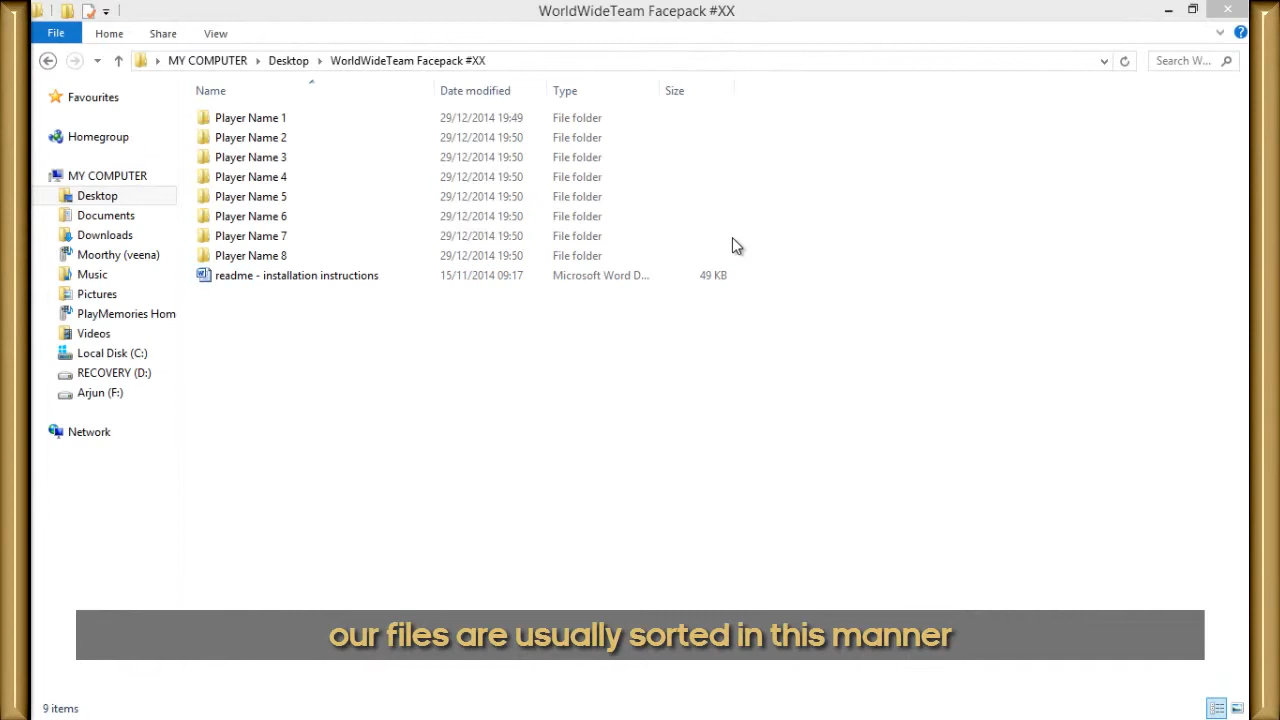 WorldWideTeam Facepack #XX
File Home Share View
MY COMPUTER Desktop WorldWideTeam Facepack #XX Search W...
Name Date modified Type Size
Favourites
Homegroup
MY COMPUTER
Desktop
Documents
Downloads
Moorthy (veena)
Music
Pictures
PlayMemories Hom
Videos
Local Disk (C:)
RECOVERY (D:)
Arjun (F:)
Network
Player Name 1 29/12/2014 19:49 File folder
Player Name 2 29/12/2014 19:50 File folder
Player Name 3 29/12/2014 19:50 File folder
Player Name 4 29/12/2014 19:50 File folder
Player Name 5 29/12/2014 19:50 File folder
Player Name 6 29/12/2014 19:50 File folder
Player Name 7 29/12/2014 19:50 File folder
Player Name 8 29/12/2014 19:50 File folder
readme - installation instructions 15/11/2014 09:17 Microsoft Word D... 49 KB
our files are usually sorted in this manner
9 items